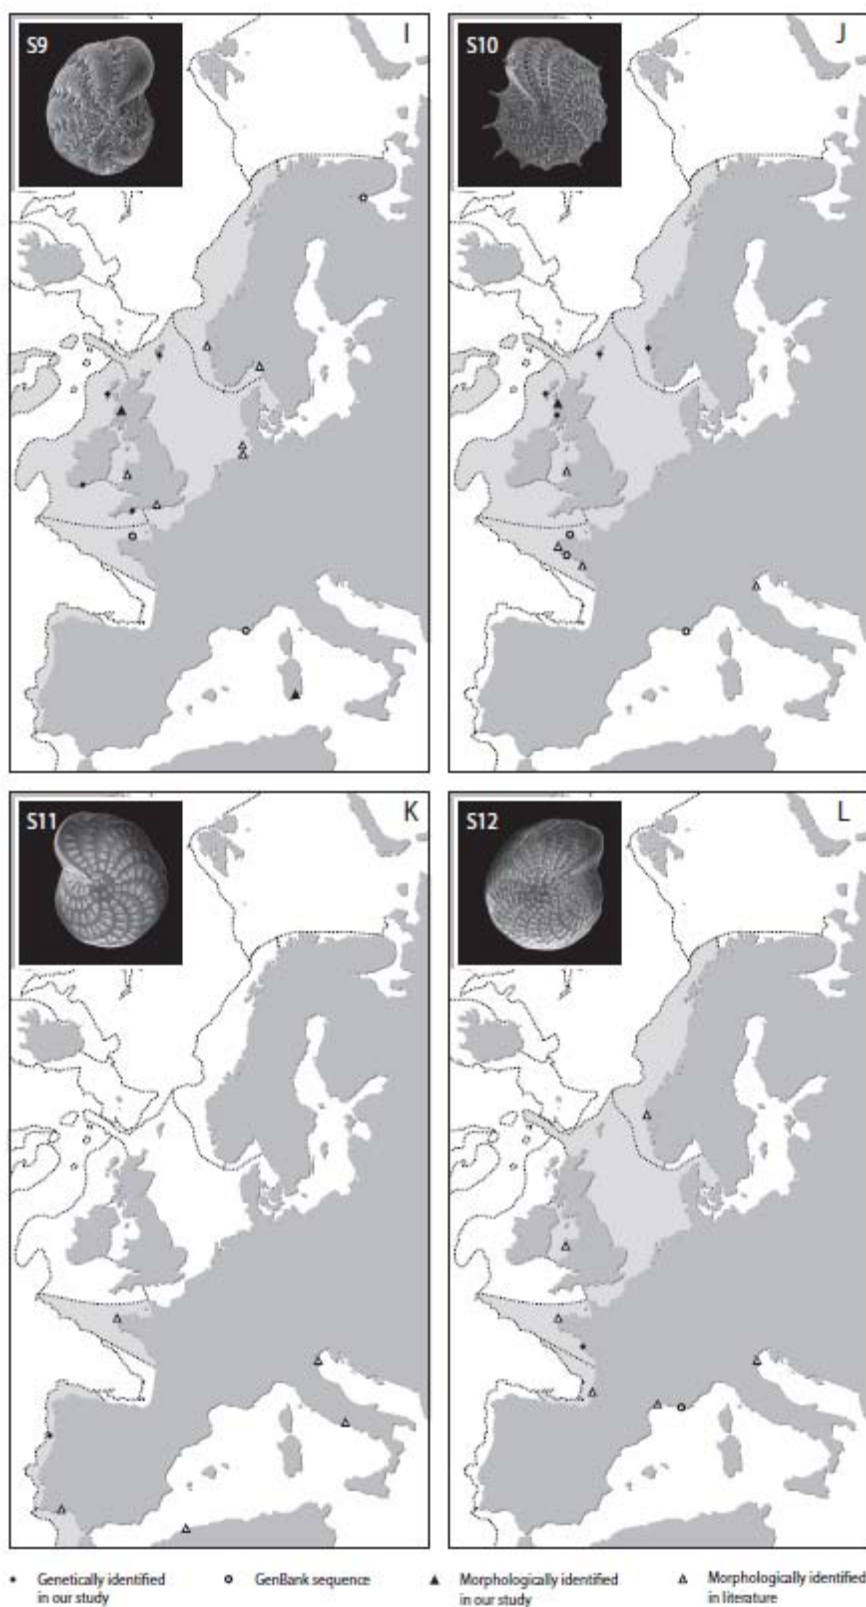 S9
I
S10
J
S11
K
S12
L
Genetically identified
in our study
GenBank sequence
Morphologically identified
in our study
Morphologically identified
in literature